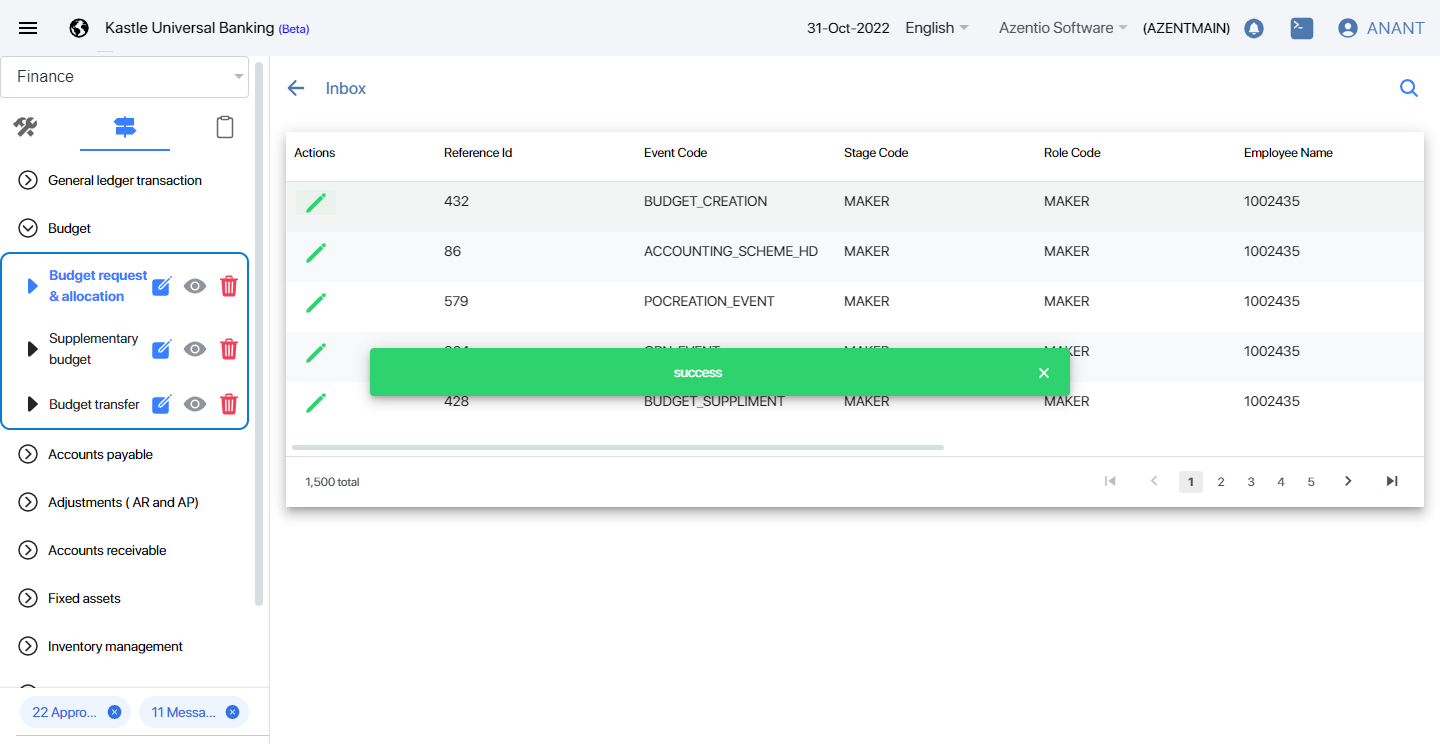 Kastle Universal Banking (Beta)
31-Oct-2022 English Azentio Software (AZENTMAIN) ANANT
Finance
Inbox
General ledger transaction
Budget
Budget request
& allocation
Supplementary
budget
Budget transfer
Accounts payable
Adjustments ( AR and AP)
Accounts receivable
Fixed assets
Inventory management
22 Appro... 11 Messa...
Actions Reference Id Event Code Stage Code Role Code Employee Name
432 BUDGET_CREATION MAKER MAKER 1002435
86 ACCOUNTING_SCHEME_HD MAKER MAKER 1002435
579 POCREATION_EVENT MAKER MAKER 1002435
MAKER 1002435
success
428 BUDGET_SUPPLIMENT MAKER MAKER 1002435
1,500 total 1 2 3 4 5